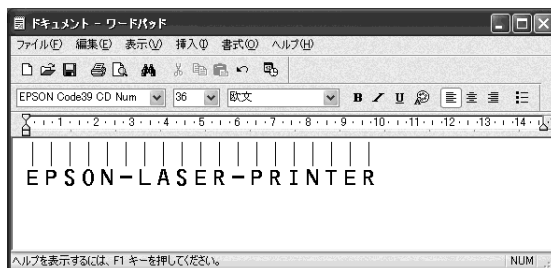 ドキュメント - ワードパッド
ファイル(F) 編集(E) 表示(V) 挿入(I) 書式(O) ヘルプ(H)
EPSON Code39 CD Num 36 欧文 B I U
1 2 3 4 5 6 7 8 9 10 11 12 13 14
EPSON-LASER-PRINTER
ヘルプを表示するには、F1 キーを押してください。 NUM